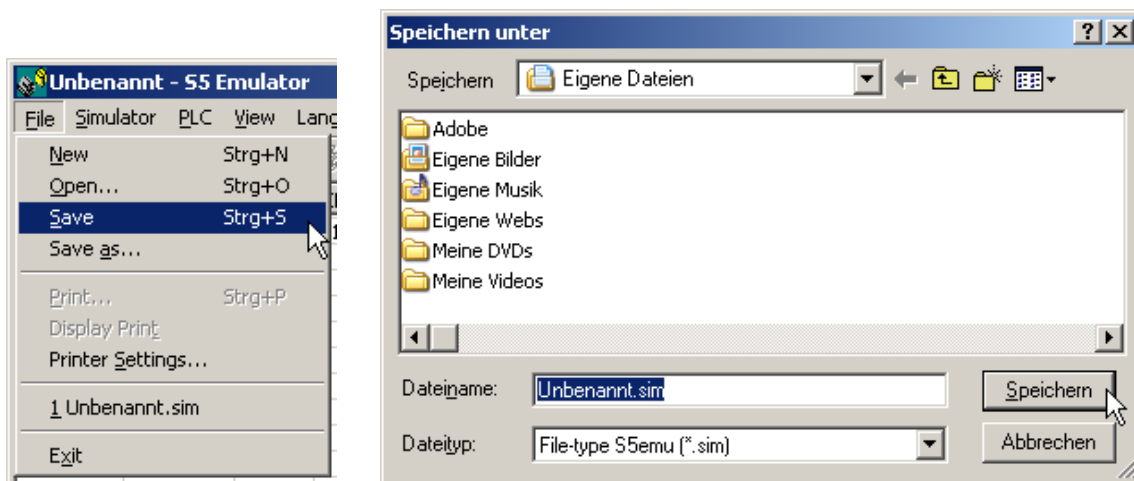 Unbenannt - S5 Emulator
File Simulator PLC View Lang
New Strg+N
Open... Strg+O
Save Strg+S
Save as...
Print... Strg+P
Display Print
Printer Settings...
1 Unbenannt.sim
Exit
Speichern unter
Speichern Eigene Dateien
Adobe
Eigene Bilder
Eigene Musik
Eigene Webs
Meine DVDs
Meine Videos
Dateiname: Unbenannt.sim Speichern
Dateityp: File-type S5emu (*.sim) Abbrechen